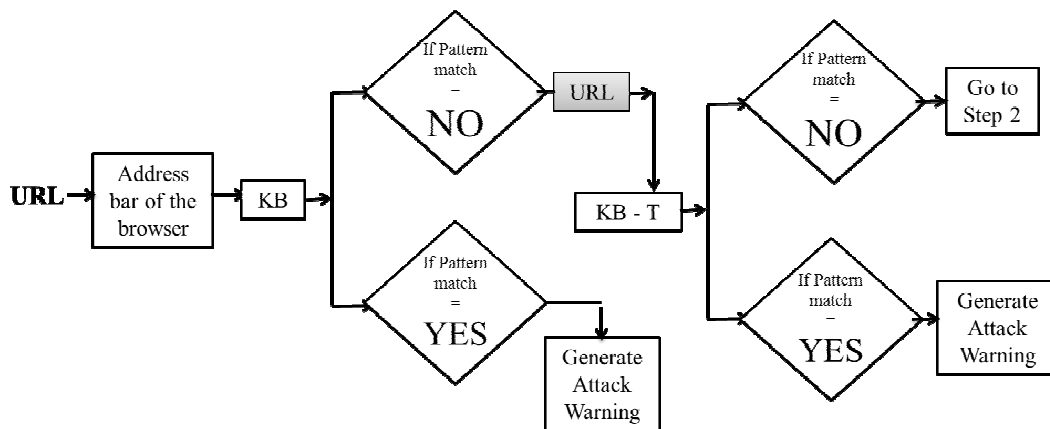 URL
Address
bar of the
browser
KB
If Pattern
match
=
NO
URL
If Pattern
match
=
YES
Generate
Attack
Warning
KB - T
If Pattern
match
=
NO
Go to
Step 2
If Pattern
match
=
YES
Generate
Attack
Warning